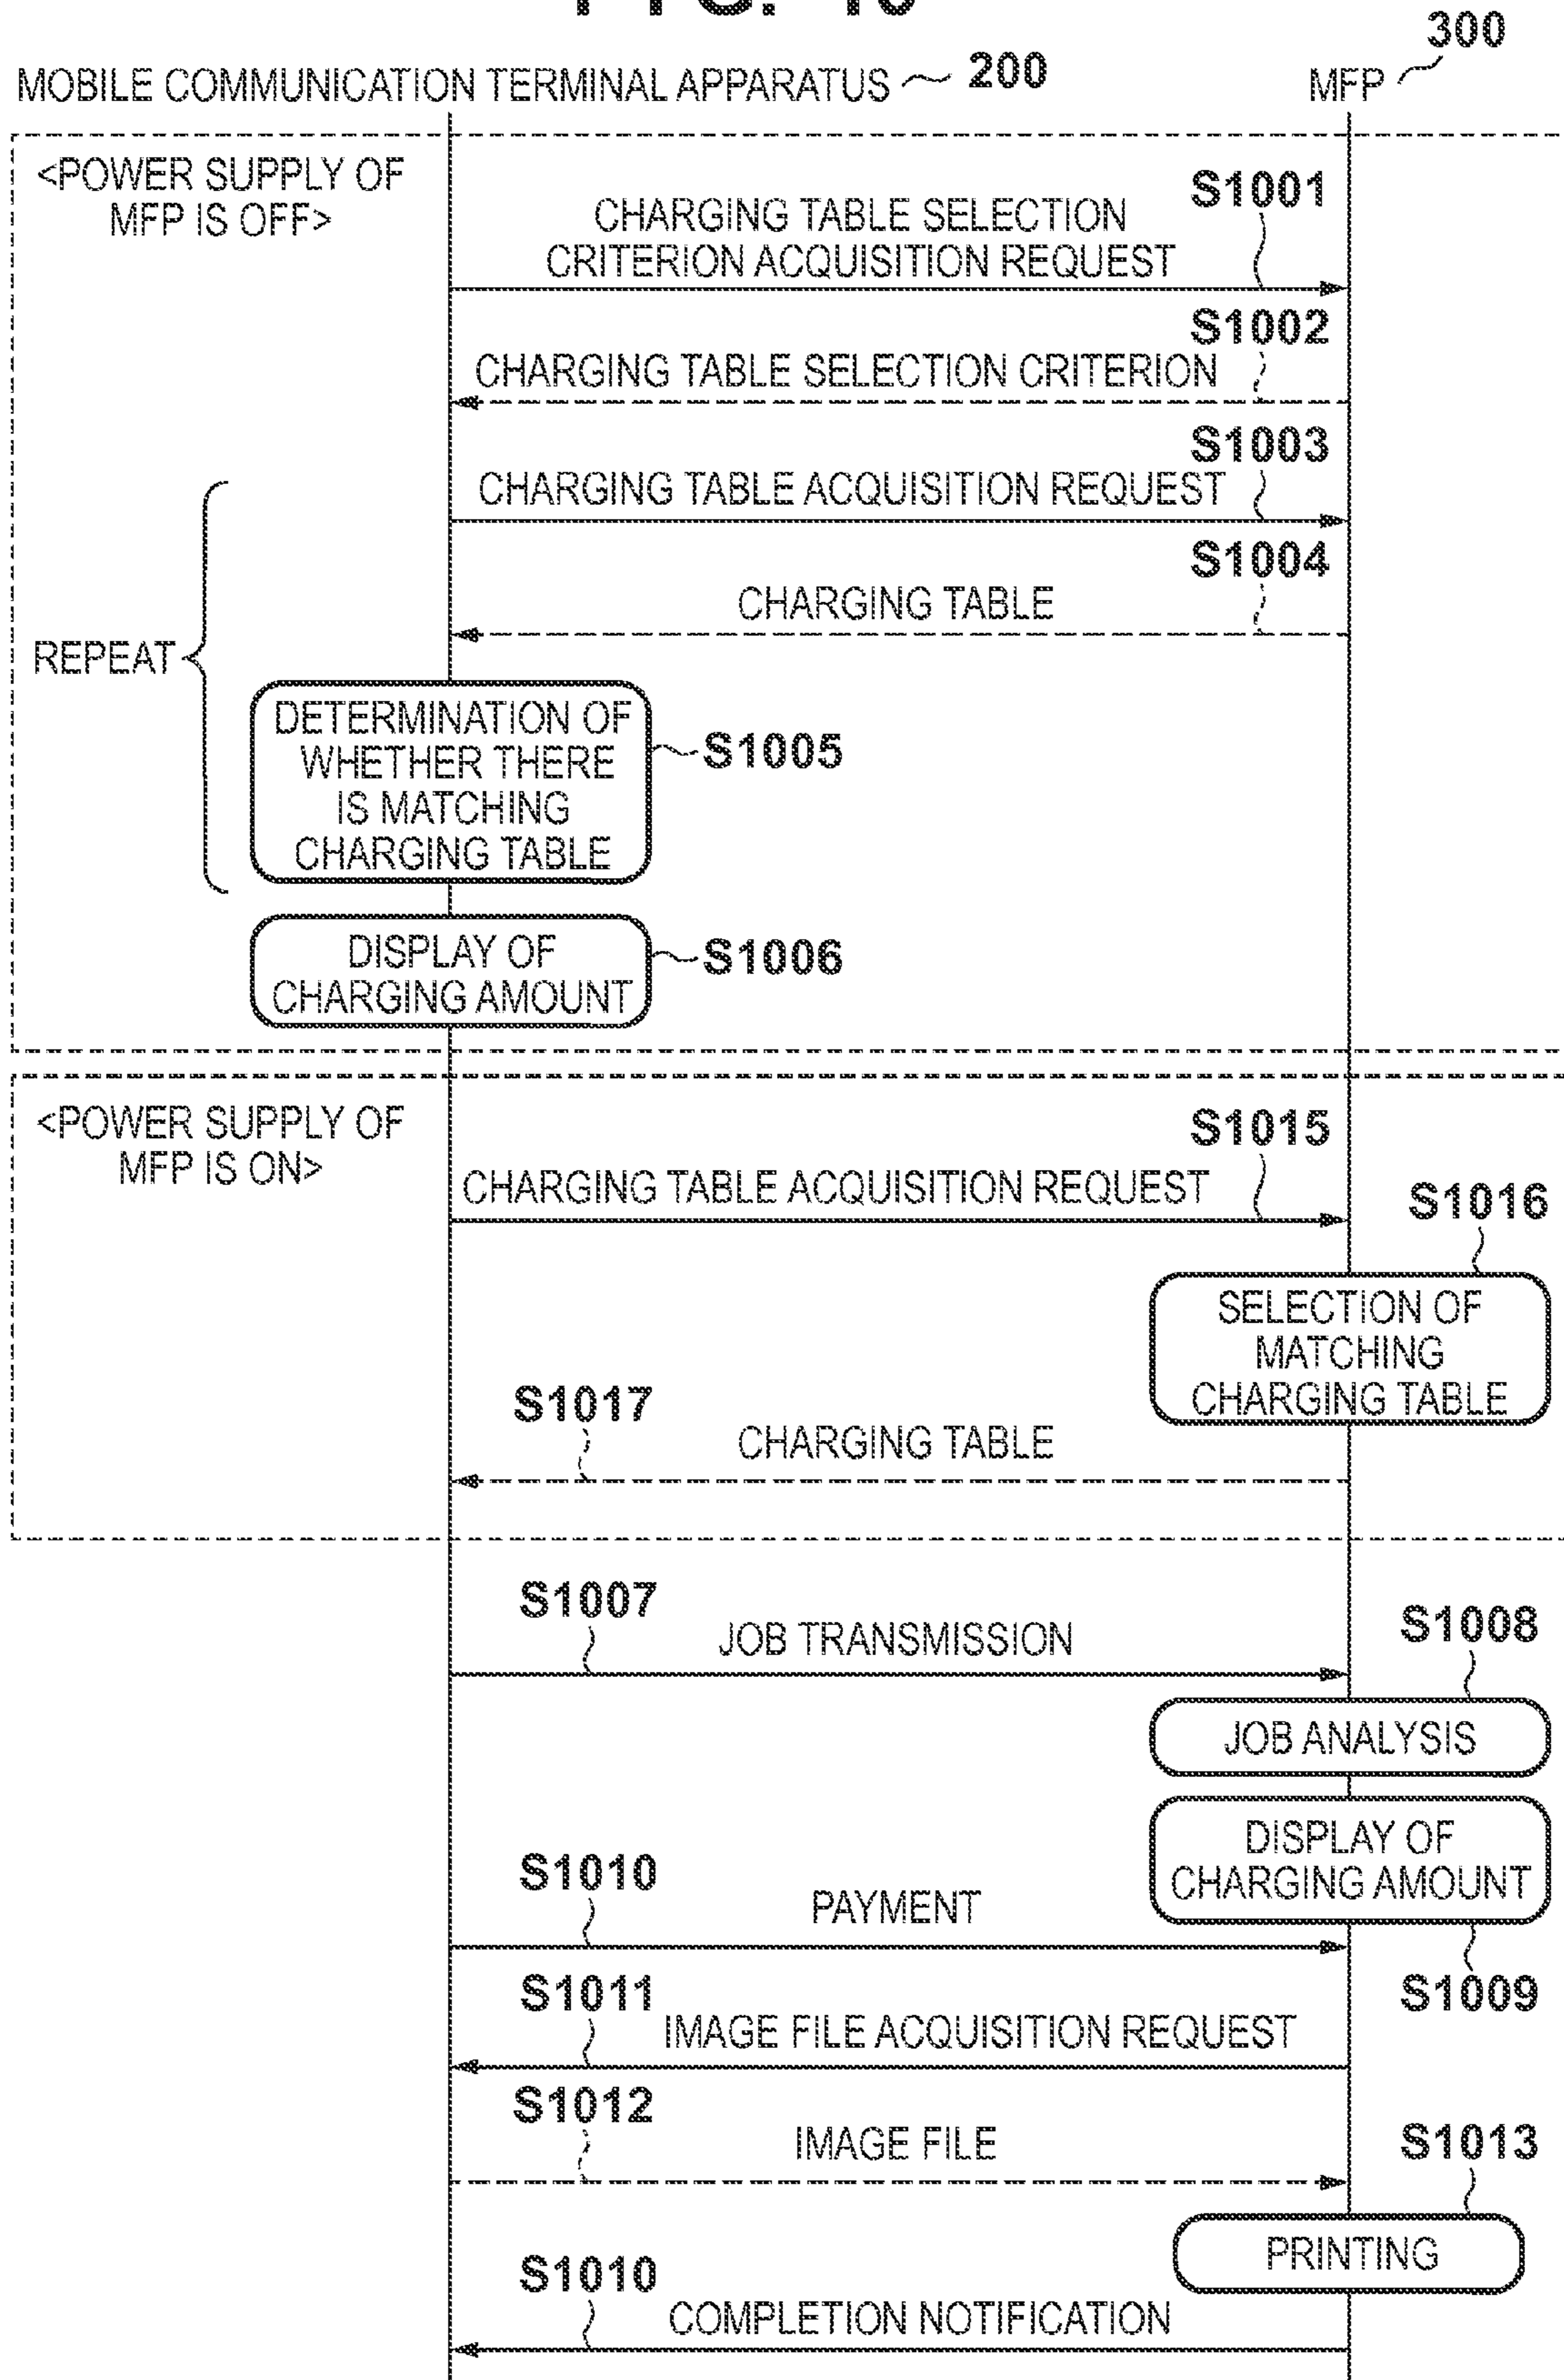 MOBILE COMMUNICATION TERMINAL APPARATUS 200
MFP 300
<POWER SUPPLY OF
MFP IS OFF>
S1001
CHARGING TABLE SELECTION
CRITERION ACQUISITION REQUEST
S1002
CHARGING TABLE SELECTION CRITERION
S1003
CHARGING TABLE ACQUISITION REQUEST
S1004
CHARGING TABLE
REPEAT
DETERMINATION OF
WHETHER THERE
IS MATCHING
CHARGING TABLE
S1005
DISPLAY OF
CHARGING AMOUNT
S1006
<POWER SUPPLY OF
MFP IS ON>
S1015
CHARGING TABLE ACQUISITION REQUEST
S1016
SELECTION OF
MATCHING
CHARGING TABLE
S1017
CHARGING TABLE
S1007
JOB TRANSMISSION
S1008
JOB ANALYSIS
DISPLAY OF
CHARGING AMOUNT
S1009
S1010
PAYMENT
S1011
IMAGE FILE ACQUISITION REQUEST
S1012
IMAGE FILE
S1013
PRINTING
S1010
COMPLETION NOTIFICATION